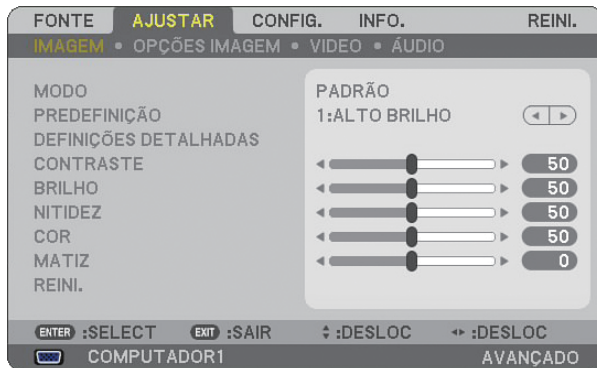 FONTE AJUSTAR CONFIG. INFO. REINI.
IMAGEM • OPÇÕES IMAGEM • VIDEO • ÁUDIO
MODO PADRÃO
PREDEFINIÇÃO 1:ALTO BRILHO
DEFINIÇÕES DETALHADAS
CONTRASTE 50
BRILHO 50
NITIDEZ 50
COR 50
MATIZ 0
REINI.
ENTER :SELECT EXIT :SAIR :DESLOC :DESLOC
COMPUTADOR1 AVANÇADO